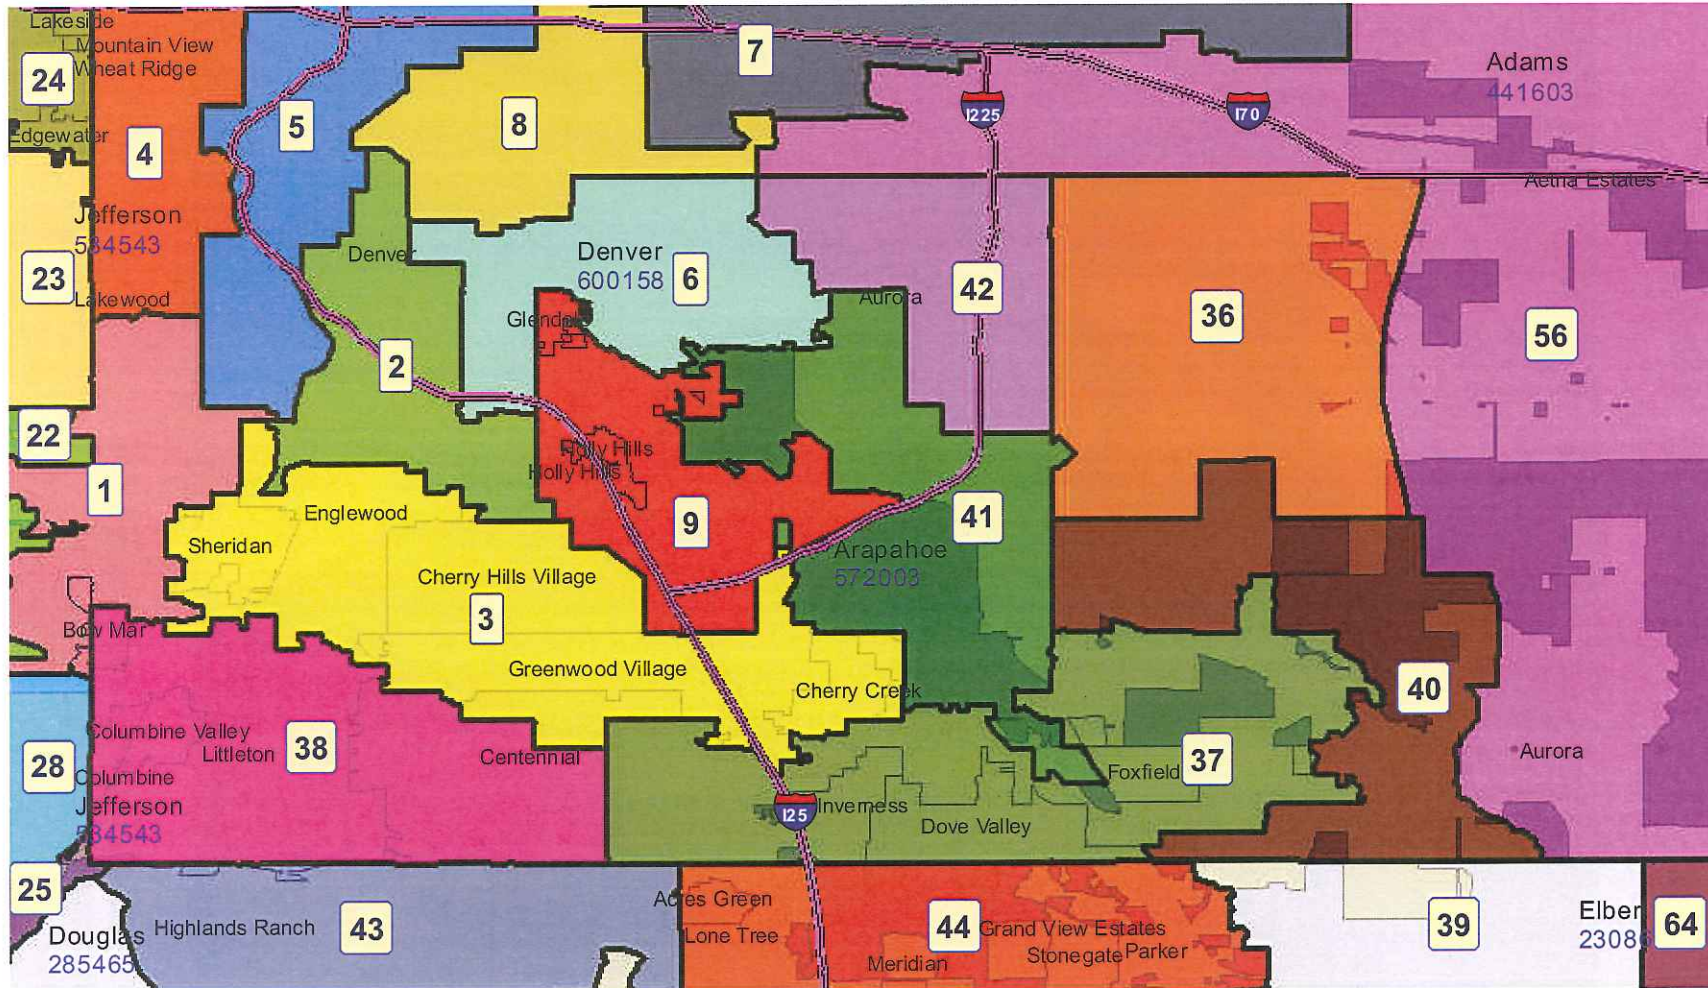 Lakeside
Mountain View
Wheat Ridge
24
Edgewater
4
5
8
7
I225
I70
Adams
441603
Aetna Estates
Jefferson
534543
Lakewood
23
Denver
Denver
600158
6
Glendale
Aurora
42
36
56
2
22
1
Holly Hills
Holly Hills
9
41
Englewood
Sheridan
Cherry Hills Village
3
Arapahoe
572003
Bow Mar
Greenwood Village
Cherry Creek
40
Columbine Valley
Littleton
38
Centennial
28
Columbine
Jefferson
534543
Foxfield
37
Aurora
I25
Inverness
Dove Valley
25
Douglas
285465
Highlands Ranch
43
Acres Green
Lone Tree
44
Grand View Estates
Stonegate
Parker
Meridian
39
Elber
23086
64